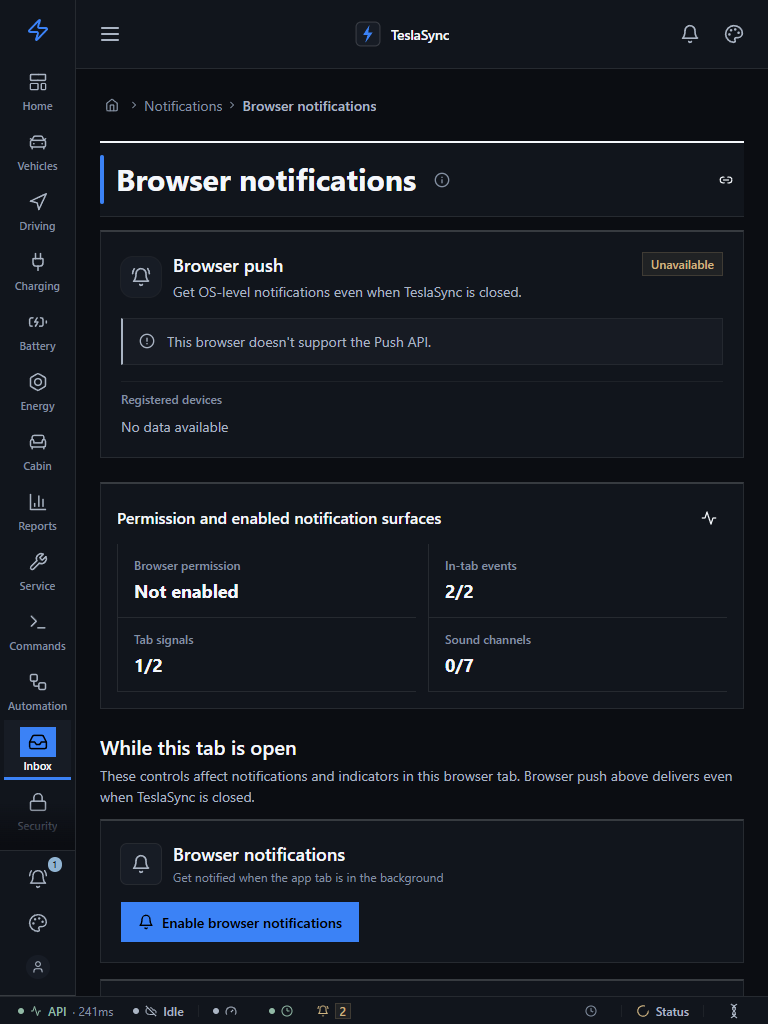 TeslaSync
Home
Vehicles
Driving
Charging
Battery
Energy
Cabin
Reports
Service
Commands
Automation
Inbox
Security
1
Notifications
Browser notifications
Browser notifications
Browser push
Unavailable
Get OS-level notifications even when TeslaSync is closed.
This browser doesn't support the Push API.
Registered devices
No data available
Permission and enabled notification surfaces
Browser permission
Not enabled
In-tab events
2/2
Tab signals
1/2
Sound channels
0/7
While this tab is open
These controls affect notifications and indicators in this browser tab. Browser push above delivers even
when TeslaSync is closed.
Browser notifications
Get notified when the app tab is in the background
Enable browser notifications
API · 241ms
Idle
2
Status